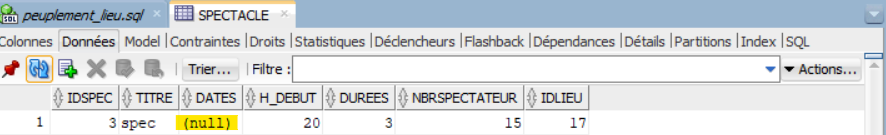 peuplement_lieu.sql × SPECTACLE ×
Colonnes Données Model Contraintes Droits Statistiques Déclencheurs Flashback Dépendances Détails Partitions Index SQL
Trier... Filtre : Actions...
IDSPEC TITRE DATES H_DEBUT DUREES NBRSPECTATEUR IDLIEU
1 3 spec (null) 20 3 15 17